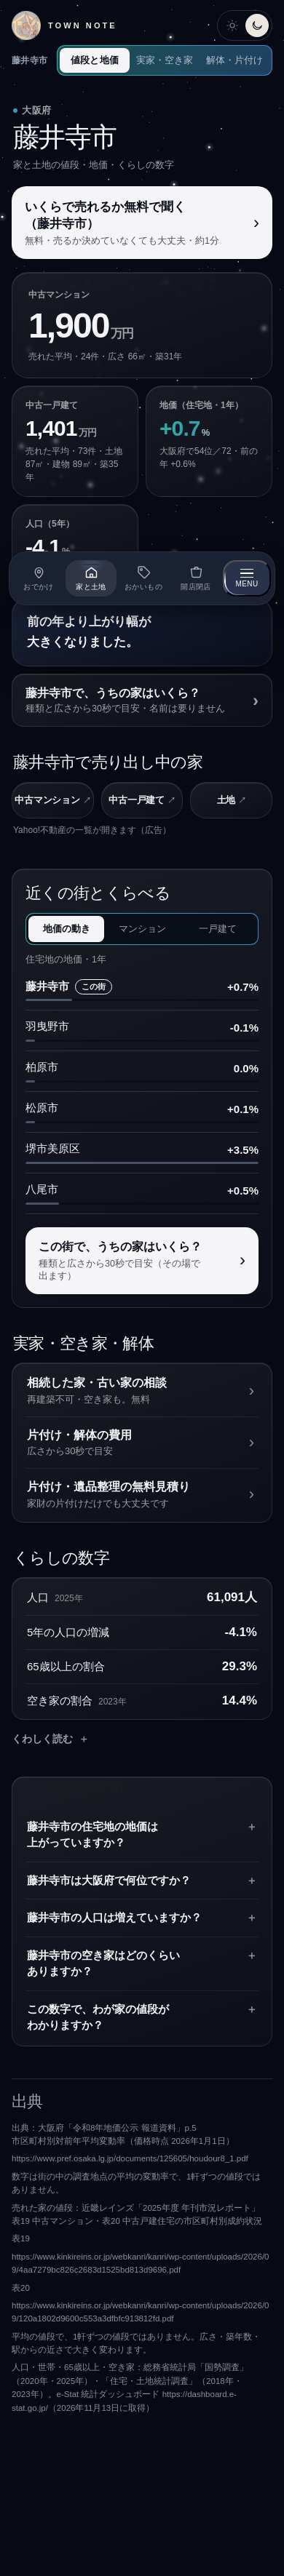 TOWN NOTE
藤井寺市
値段と地価
実家・空き家
解体・片付け
大阪府
藤井寺市
家と土地の値段・地価・くらしの数字
いくらで売れるか無料で聞く
（藤井寺市）
無料・売るか決めていなくても大丈夫・約1分
›
中古マンション
1,900万円
売れた平均・24件・広さ 66㎡・築31年
中古一戸建て
1,401万円
売れた平均・73件・土地
87㎡・建物 89㎡・築35
年
地価（住宅地・1年）
+0.7%
大阪府で54位／72・前の
年 +0.6%
人口（5年）
-4.1%
おでかけ
家と土地
おかいもの
開店閉店
MENU
前の年より上がり幅が
大きくなりました。
藤井寺市で、うちの家はいくら？
種類と広さから30秒で目安・名前は要りません
›
藤井寺市で売り出し中の家
中古マンション ↗
中古一戸建て ↗
土地 ↗
Yahoo!不動産の一覧が開きます（広告）
近くの街とくらべる
地価の動き
マンション
一戸建て
住宅地の地価・1年
藤井寺市 この街 +0.7%
羽曳野市 -0.1%
柏原市 0.0%
松原市 +0.1%
堺市美原区 +3.5%
八尾市 +0.5%
この街で、うちの家はいくら？
種類と広さから30秒で目安（その場で
出ます）
›
実家・空き家・解体
相続した家・古い家の相談
再建築不可・空き家も。無料
›
片付け・解体の費用
広さから30秒で目安
›
片付け・遺品整理の無料見積り
家財の片付けだけでも大丈夫です
›
くらしの数字
人口 2025年 61,091人
5年の人口の増減 -4.1%
65歳以上の割合 29.3%
空き家の割合 2023年 14.4%
くわしく読む +
藤井寺市の住宅地の地価は
上がっていますか？
+
藤井寺市は大阪府で何位ですか？ +
藤井寺市の人口は増えていますか？ +
藤井寺市の空き家はどのくらい
ありますか？
+
この数字で、わが家の値段が
わかりますか？
+
出典
出典：大阪府「令和8年地価公示 報道資料」p.5
市区町村別対前年平均変動率（価格時点 2026年1月1日）
https://www.pref.osaka.lg.jp/documents/125605/houdour8_1.pdf
数字は街の中の調査地点の平均の変動率で、1軒ずつの値段では
ありません。
売れた家の値段：近畿レインズ「2025年度 年刊市況レポート」
表19 中古マンション・表20 中古戸建住宅の市区町村別成約状況
表19
https://www.kinkireins.or.jp/webkanri/kanri/wp-content/uploads/2026/0
9/4aa7279bc826c2683d1525bd813d9696.pdf
表20
https://www.kinkireins.or.jp/webkanri/kanri/wp-content/uploads/2026/0
9/120a1802d9600c553a3dfbfc913812fd.pdf
平均の値段で、1軒ずつの値段ではありません。広さ・築年数・
駅からの近さで大きく変わります。
人口・世帯・65歳以上・空き家：総務省統計局「国勢調査」
（2020年・2025年）・「住宅・土地統計調査」（2018年・
2023年）。e-Stat 統計ダッシュボード https://dashboard.e-
stat.go.jp/（2026年11月13日に取得）